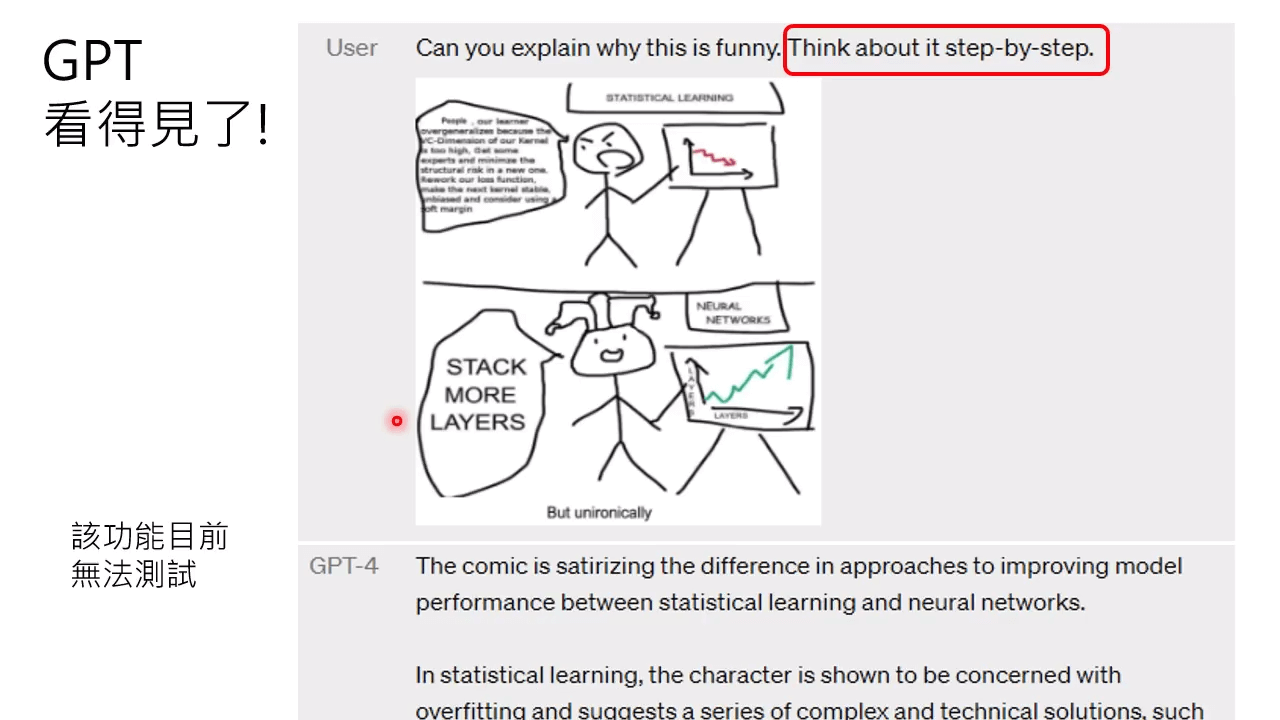 GPT
看得見了!
User
Can you explain why this is funny. Think about it step-by-step.
STATISTICAL LEARNING
People , our learner
overgeneralizes because the
VC-Dimension of our Kernel
is too high, Get some
experts and minimize the
structural risk in a new one.
Rework our loss function,
make the next kernel stable,
unbiased and consider using a
soft margin
NEURAL
NETWORKS
STACK
MORE
LAYERS
LAYERS
LAYERS
But unironically
該功能目前
無法測試
GPT-4
The comic is satirizing the difference in approaches to improving model
performance between statistical learning and neural networks.
In statistical learning, the character is shown to be concerned with
overfitting and suggests a series of complex and technical solutions, such